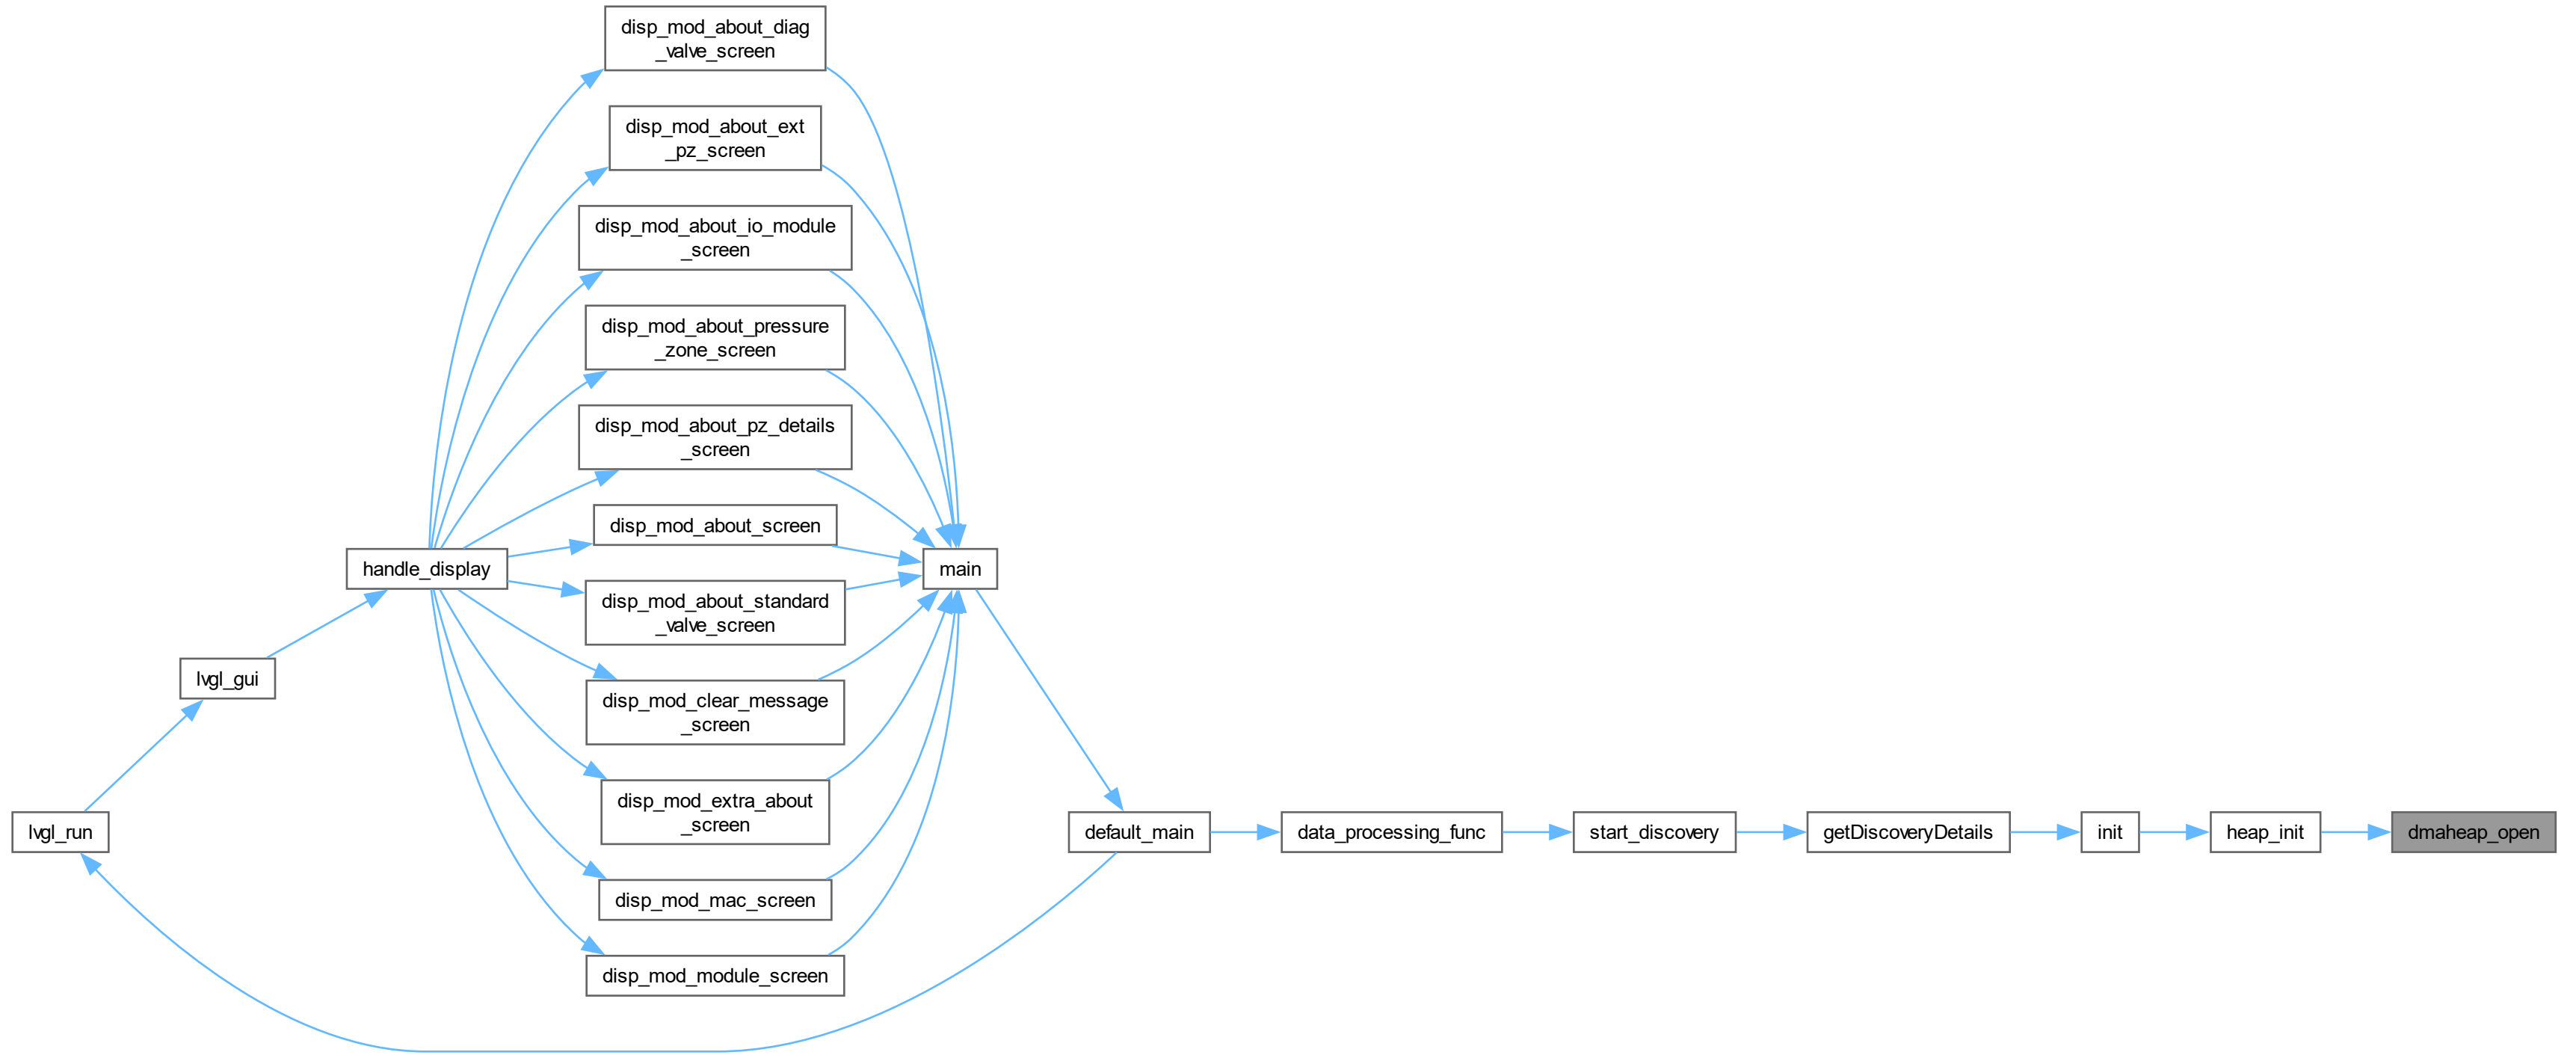 disp_mod_about_diag
_valve_screen
disp_mod_about_ext
_pz_screen
disp_mod_about_io_module
_screen
disp_mod_about_pressure
_zone_screen
disp_mod_about_pz_details
_screen
disp_mod_about_screen
handle_display
main
disp_mod_about_standard
_valve_screen
lvgl_gui
disp_mod_clear_message
_screen
disp_mod_extra_about
_screen
lvgl_run
default_main
data_processing_func
start_discovery
getDiscoveryDetails
init
heap_init
dmaheap_open
disp_mod_mac_screen
disp_mod_module_screen